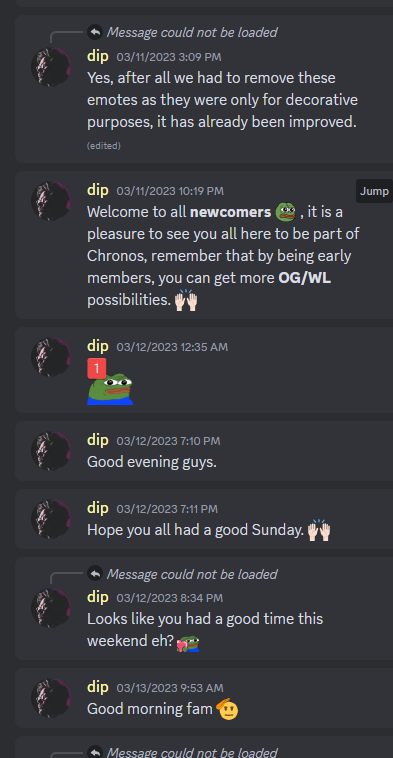 Message could not be loaded
dip 03/11/2023 3:09 PM
Yes, after all we had to remove these
emotes as they were only for decorative
purposes, it has already been improved.
(edited)
dip 03/11/2023 10:19 PM
Jump
Welcome to all newcomers , it is a
pleasure to see you all here to be part of
Chronos, remember that by being early
members, you can get more OG/WL
possibilities. 🙌🏻
dip 03/12/2023 12:35 AM
1
dip 03/12/2023 7:10 PM
Good evening guys.
dip 03/12/2023 7:11 PM
Hope you all had a good Sunday. 🙌🏻
Message could not be loaded
dip 03/12/2023 8:34 PM
Looks like you had a good time this
weekend eh?
dip 03/13/2023 9:53 AM
Good morning fam 🫡
Message could not be loaded